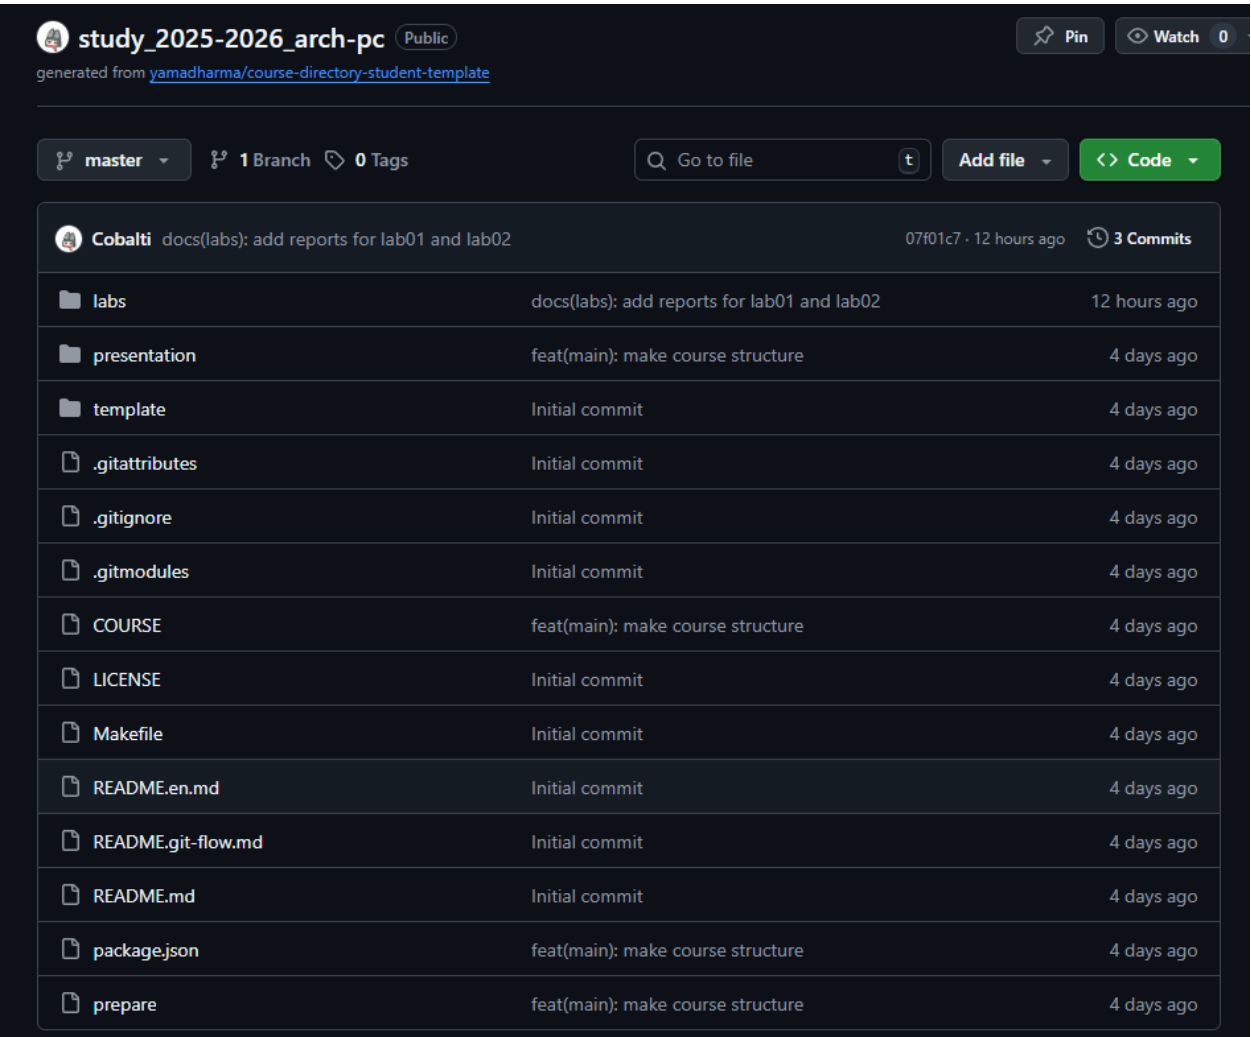 study_2025-2026_arch-pc Public Pin Watch 0
generated from yamadharma/course-directory-student-template
master 1 Branch 0 Tags Go to file t Add file Code
Cobalti docs(labs): add reports for lab01 and lab02 07f01c7 · 12 hours ago 3 Commits
labs docs(labs): add reports for lab01 and lab02 12 hours ago
presentation feat(main): make course structure 4 days ago
template Initial commit 4 days ago
.gitattributes Initial commit 4 days ago
.gitignore Initial commit 4 days ago
.gitmodules Initial commit 4 days ago
COURSE feat(main): make course structure 4 days ago
LICENSE Initial commit 4 days ago
Makefile Initial commit 4 days ago
README.en.md Initial commit 4 days ago
README.git-flow.md Initial commit 4 days ago
README.md Initial commit 4 days ago
package.json feat(main): make course structure 4 days ago
prepare feat(main): make course structure 4 days ago